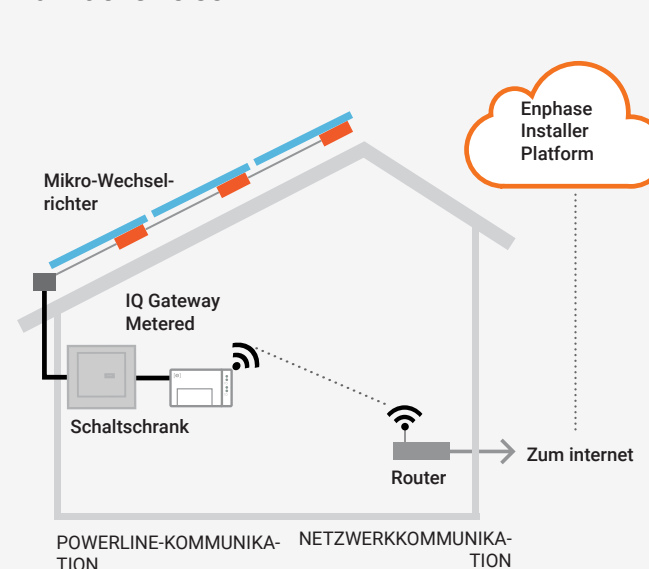 Enphase
Installer
Platform
Mikro-Wechsel-
richter
IQ Gateway
Metered
Schaltschrank
Router
Zum internet
POWERLINE-KOMMUNIKA-
TION
NETZWERKKOMMUNIKA-
TION